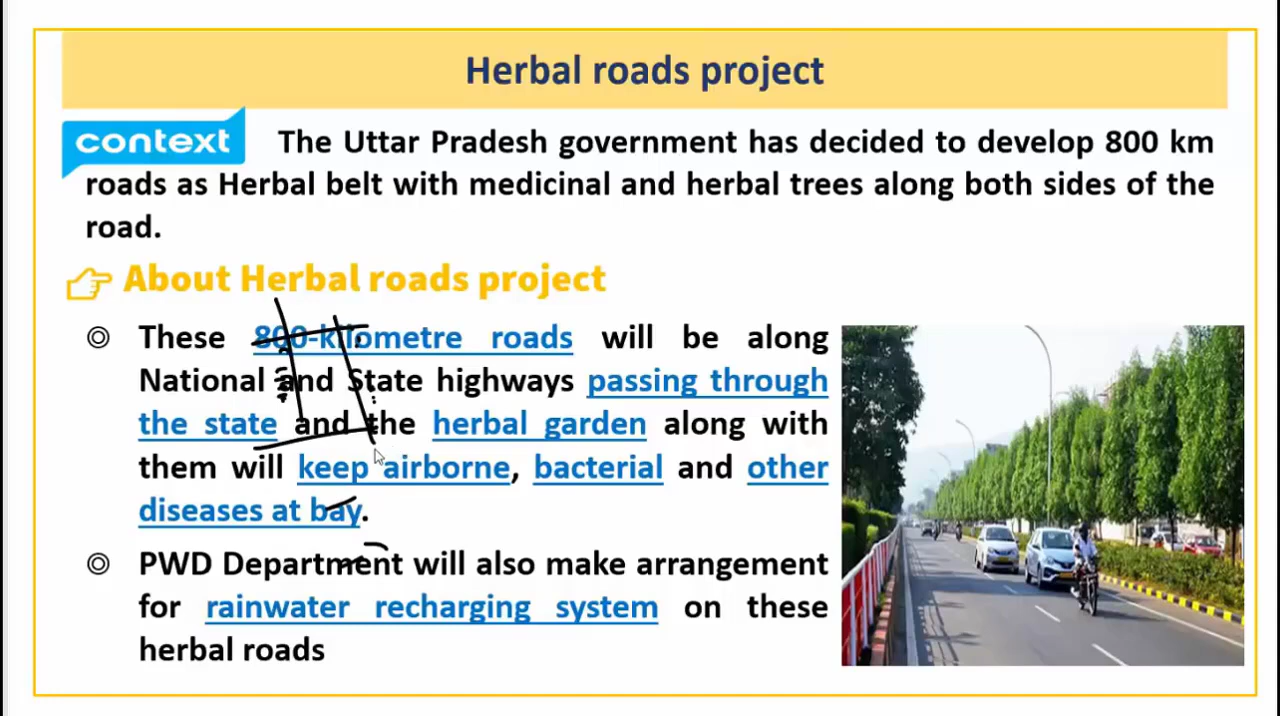 Herbal roads project
context The Uttar Pradesh government has decided to develop 800 km
roads as Herbal belt with medicinal and herbal trees along both sides of the
road.
About Herbal roads project
These 800-kilometre roads will be along
National and State highways passing through
the state and the herbal garden along with
them will keep airborne, bacterial and other
diseases at bay.
PWD Department will also make arrangement
for rainwater recharging system on these
herbal roads